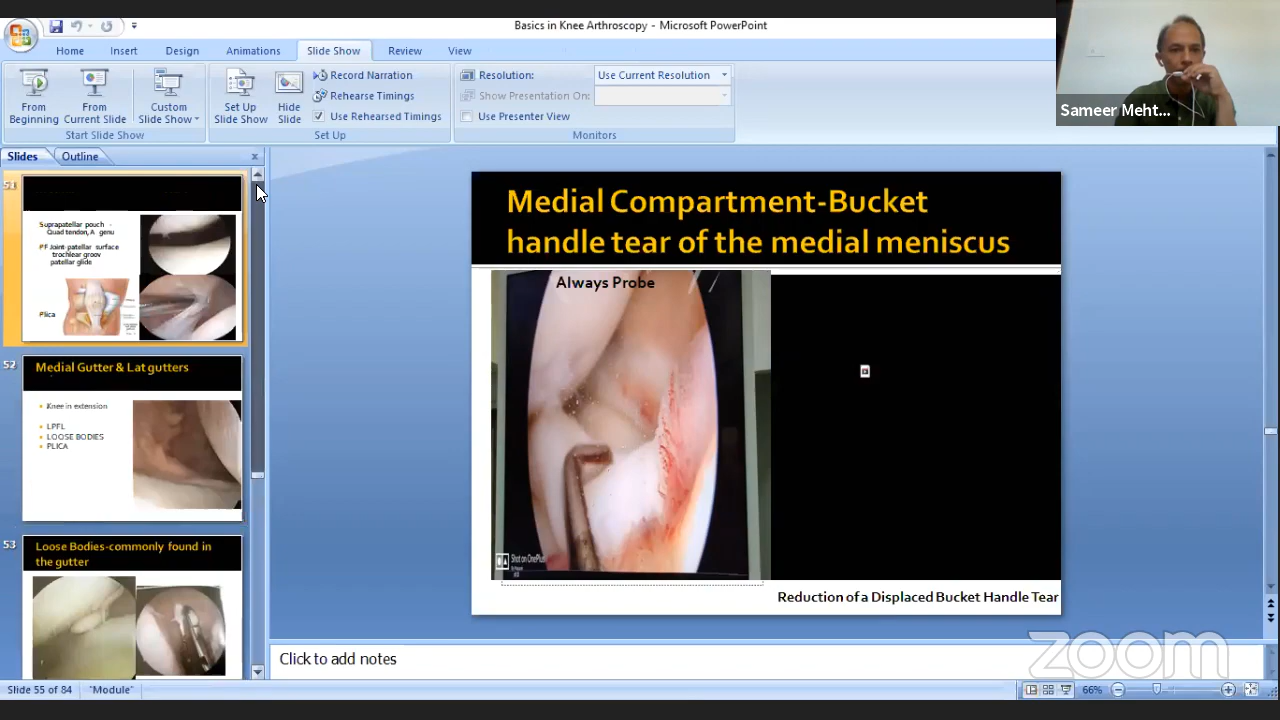 Basics in Knee Arthroscopy - Microsoft PowerPoint
Home Insert Design Animations Slide Show Review View
From Beginning
From Current Slide
Custom Slide Show
Start Slide Show
Set Up Slide Show
Hide Slide
Record Narration
Rehearse Timings
Use Rehearsed Timings
Set Up
Resolution: Use Current Resolution
Show Presentation On:
Use Presenter View
Monitors
Sameer Meht...
Slides Outline
51
Suprapatellar pouch -
Quad tendon, A genu
PF Joint-patellar surface
trochlear groov
patellar glide
Plica
52
Medial Gutter & Lat gutters
Knee in extension
LPFL
LOOSE BODIES
PLICA
53
Loose Bodies-commonly found in
the gutter
Medial Compartment-Bucket
handle tear of the medial meniscus
Always Probe
Shot on OnePlus
Reduction of a Displaced Bucket Handle Tear
Click to add notes
zoom
Slide 55 of 84 "Module" 66%